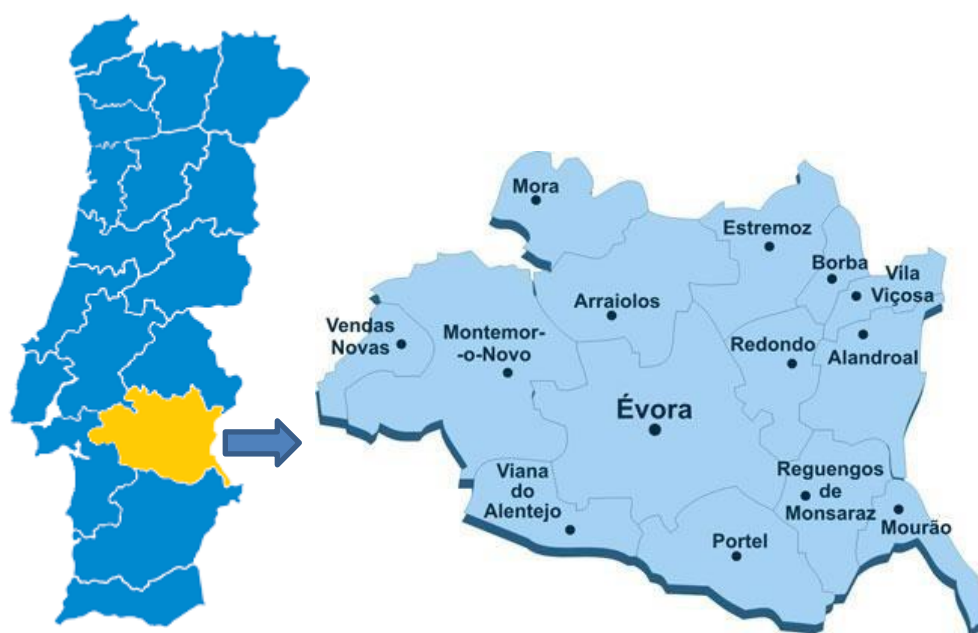 Mora
Estremoz
Borba
Vila
Viçosa
Arraiolos
Vendas
Novas
Montemor-
-o-Novo
Redondo
Alandroal
Évora
Viana
do
Alentejo
Reguengos
de
Monsaraz
Mourão
Portel